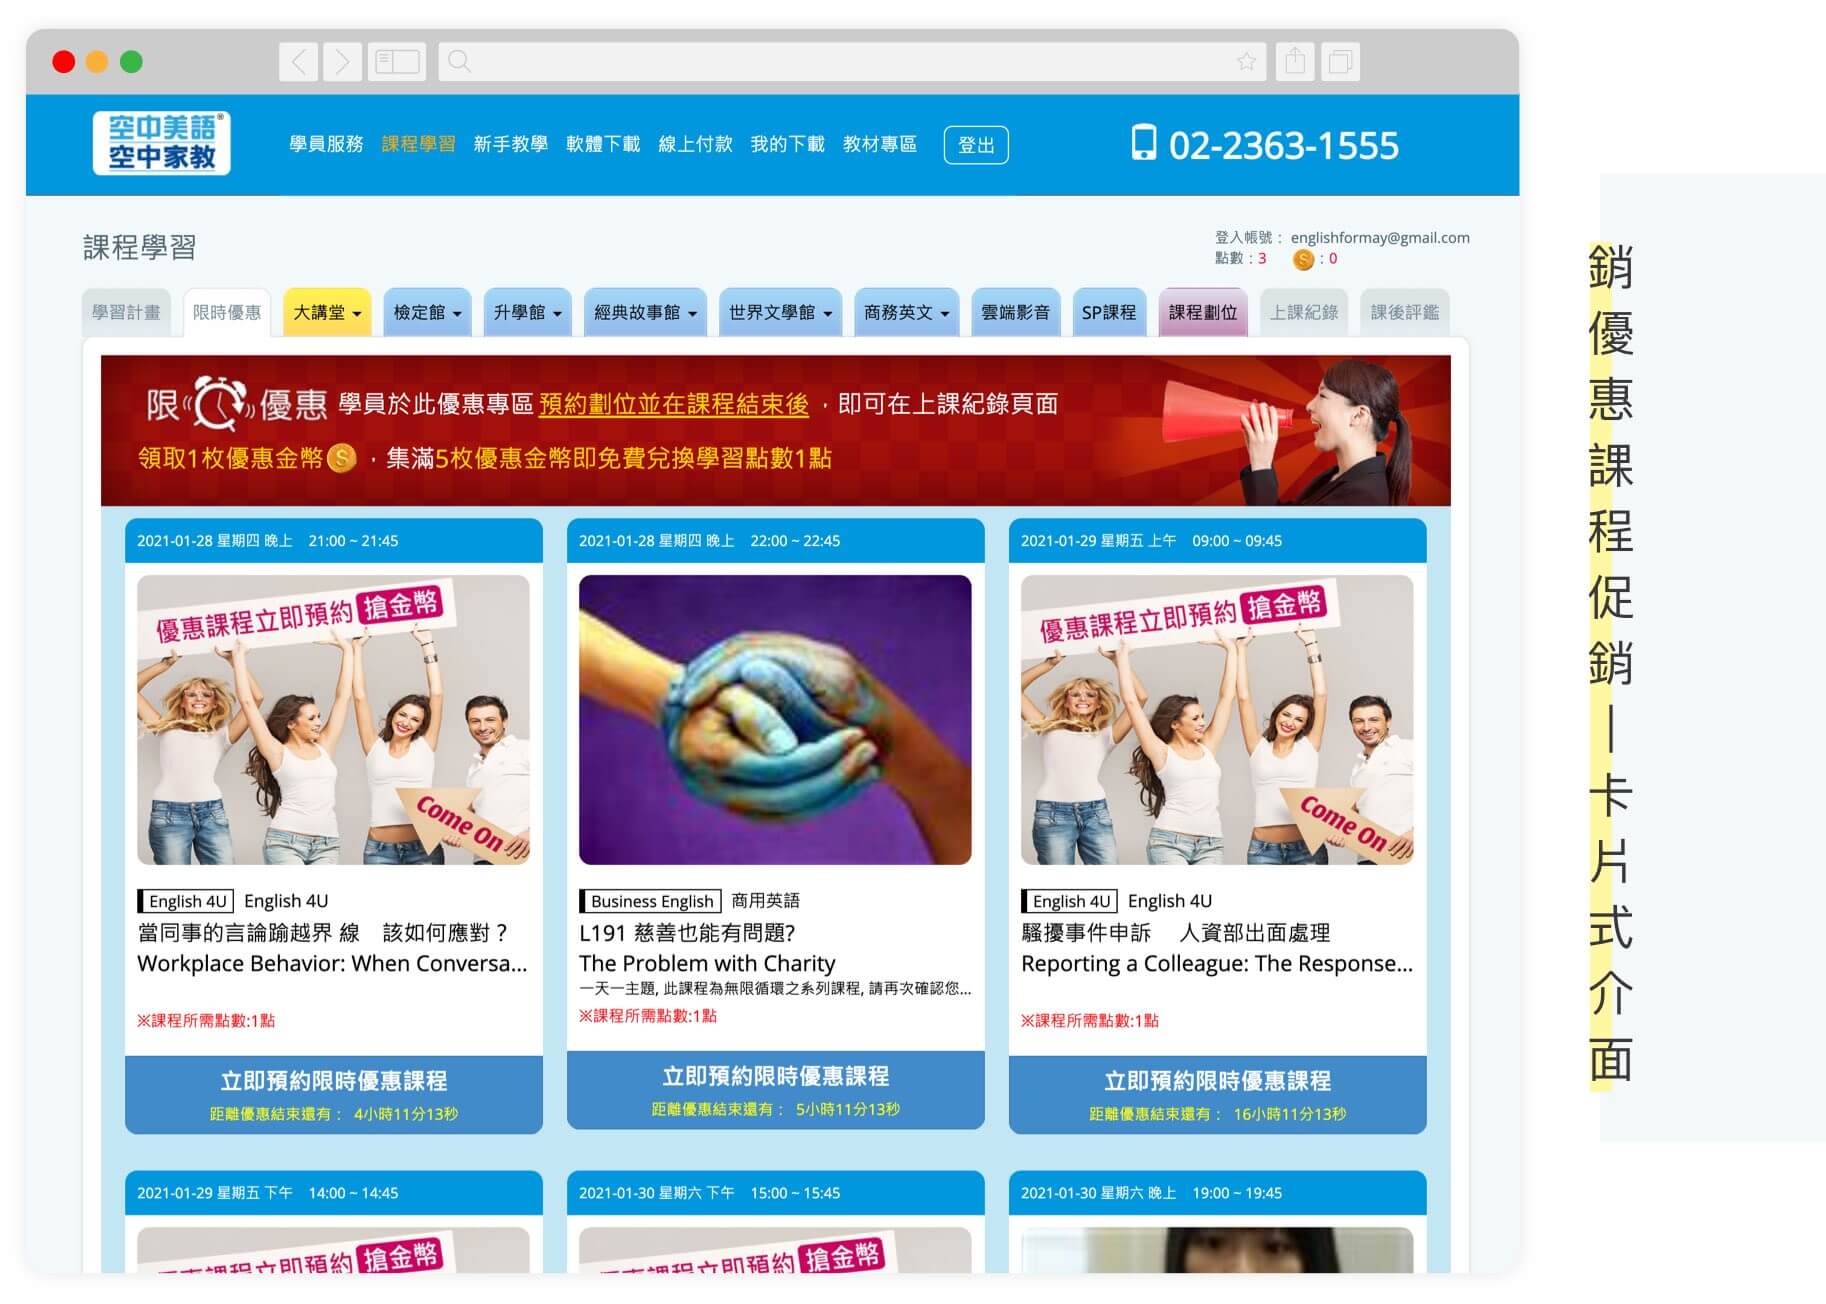 空中美語®
空中家教
學員服務 課程學習 新手教學 軟體下載 線上付款 我的下載 教材專區 登出 02-2363-1555
課程學習
登入帳號： englishformay@gmail.com
點數：3 ：0
學習計畫 限時優惠 大講堂 檢定館 升學館 經典故事館 世界文學館 商務英文 雲端影音 SP課程 課程劃位 上課紀錄 課後評鑑
限 優惠 學員於此優惠專區 預約劃位並在課程結束後 ，即可在上課紀錄頁面
領取1枚優惠金幣 ，集滿5枚優惠金幣即免費兌換學習點數1點
2021-01-28 星期四 晚上 21:00 ~ 21:45
優惠課程立即預約 搶金幣
Come On
English 4U English 4U
當同事的言論踰越界 線 該如何應對？
Workplace Behavior: When Conversa...
※課程所需點數:1點
立即預約限時優惠課程
距離優惠結束還有： 4小時11分13秒
2021-01-28 星期四 晚上 22:00 ~ 22:45
Business English 商用英語
L191 慈善也能有問題?
The Problem with Charity
一天一主題, 此課程為無限循環之系列課程, 請再次確認您...
※課程所需點數:1點
立即預約限時優惠課程
距離優惠結束還有： 5小時11分13秒
2021-01-29 星期五 上午 09:00 ~ 09:45
優惠課程立即預約 搶金幣
Come On
English 4U English 4U
騷擾事件申訴 人資部出面處理
Reporting a Colleague: The Response...
※課程所需點數:1點
立即預約限時優惠課程
距離優惠結束還有： 16小時11分13秒
2021-01-29 星期五 下午 14:00 ~ 14:45
優惠課程立即預約 搶金幣
2021-01-30 星期六 下午 15:00 ~ 15:45
優惠課程立即預約 搶金幣
2021-01-30 星期六 晚上 19:00 ~ 19:45
銷優惠課程促銷｜卡片式介面